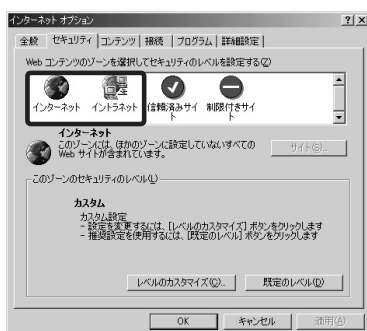 インターネット オプション
全般 セキュリティ コンテンツ 接続 プログラム 詳細設定
Web コンテンツのゾーンを選択してセキュリティのレベルを設定する(Z)
インターネット イントラネット 信頼済みサイト 制限付きサイト
インターネット
このゾーンには、ほかのゾーンに設定していないすべての
Web サイトが含まれています。
サイト(S)...
このゾーンのセキュリティのレベル(L)
カスタム
カスタム設定
- 設定を変更するには、[レベルのカスタマイズ] ボタンをクリックします
- 推奨設定を使用するには、[既定のレベル] ボタンをクリックします
レベルのカスタマイズ(C)... 既定のレベル(D)
OK キャンセル 適用(A)